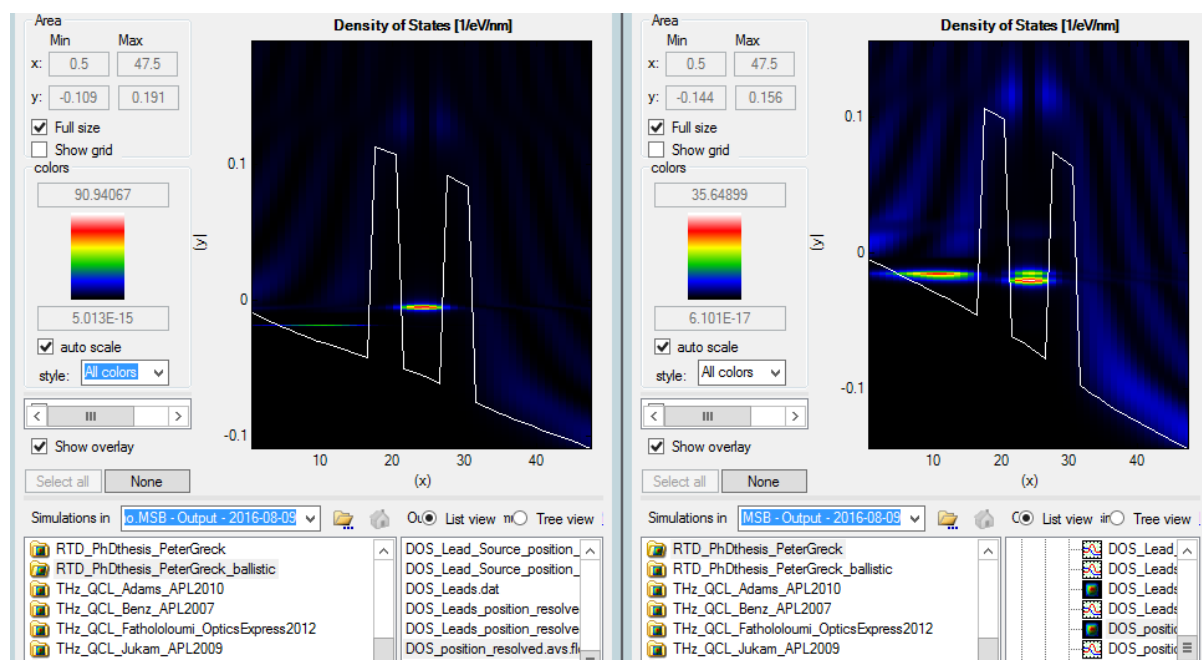 Area
Min Max
x: 0.5 47.5
y: -0.109 0.191
Full size
Show grid
colors
90.94067
5.013E-15
auto scale
style: All colors
Show overlay
Select all None
Density of States [1/eV/nm]
(y)
0.1
0
-0.1
10 20 30 40
(x)
Simulations in o.MSB - Output - 2016-08-09
List view Tree view
RTD_PhDthesis_PeterGreck
RTD_PhDthesis_PeterGreck_ballistic
THz_QCL_Adams_APL2010
THz_QCL_Benz_APL2007
THz_QCL_Fathololoumi_OpticsExpress2012
THz_QCL_Jukam_APL2009
DOS_Lead_Source_position_
DOS_Lead_Source_position_
DOS_Leads.dat
DOS_Leads_position_resolve
DOS_Leads_position_resolve
DOS_position_resolved.avs.fl
Area
Min Max
x: 0.5 47.5
y: -0.144 0.156
Full size
Show grid
colors
35.64899
6.101E-17
auto scale
style: All colors
Show overlay
Select all None
Density of States [1/eV/nm]
(y)
0.1
0
-0.1
10 20 30 40
(x)
Simulations in MSB - Output - 2016-08-09
List view Tree view
RTD_PhDthesis_PeterGreck
RTD_PhDthesis_PeterGreck_ballistic
THz_QCL_Adams_APL2010
THz_QCL_Benz_APL2007
THz_QCL_Fathololoumi_OpticsExpress2012
THz_QCL_Jukam_APL2009
DOS_Lead_
DOS_Leads
DOS_Leads
DOS_Leads
DOS_positio
DOS_positio